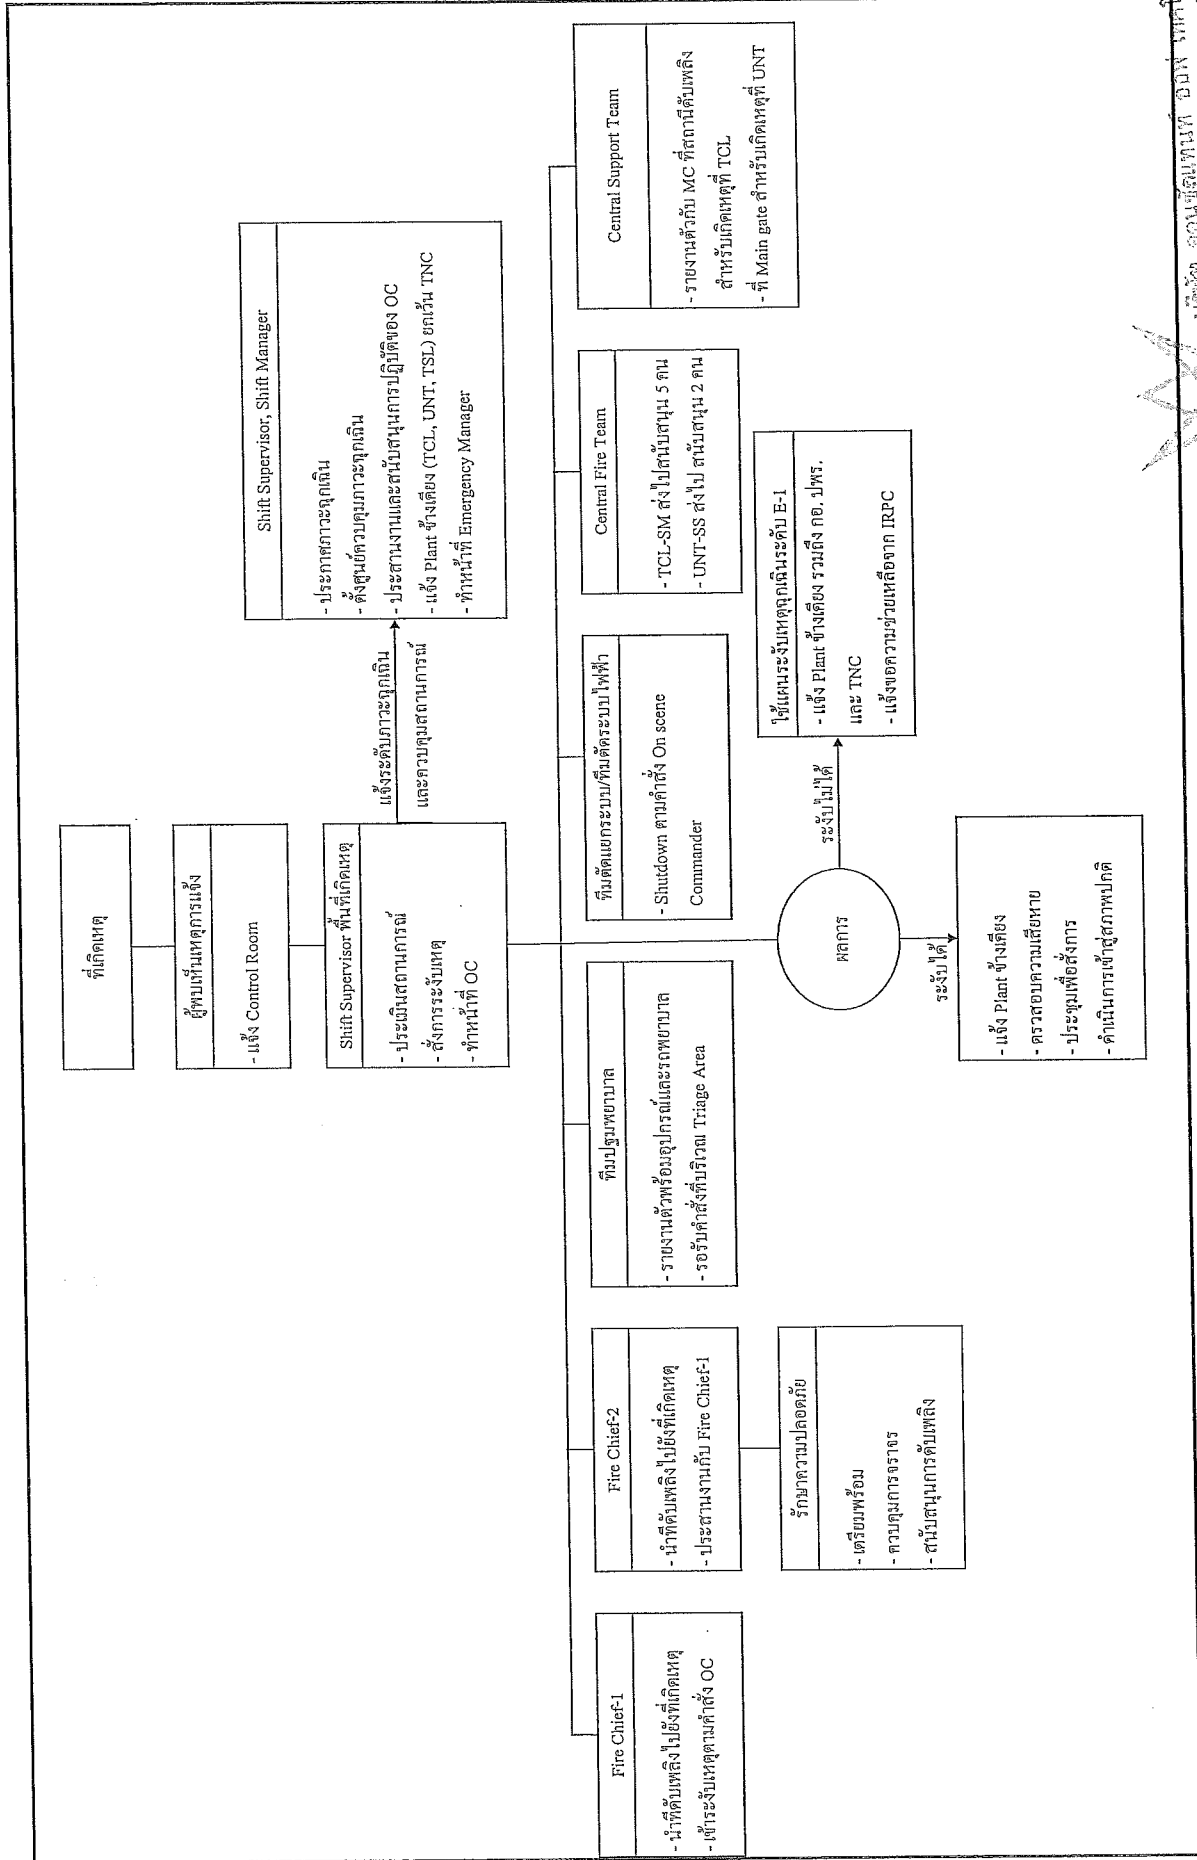 ที่เกิดเหตุ
ผู้พบเห็นเหตุการแจ้ง
- แจ้ง Control Room
Shift Supervisor พื้นที่เกิดเหตุ
- ประเมินสถานการณ์
- สั่งการระงับเหตุ
- ทำหน้าที่ OC
แจ้งระดับภาวะฉุกเฉิน
และควบคุมสถานการณ์
Shift Supervisor, Shift Manager
- ประกาศภาวะฉุกเฉิน
- ตั้งศูนย์ควบคุมภาวะฉุกเฉิน
- ประสานงานและสนับสนุนการปฏิบัติของ OC
- แจ้ง Plant ข้างเคียง (TCL, UNT, TSL) ยกเว้น TNC
- ทำหน้าที่ Emergency Manager
Fire Chief-1
- นำทีดับเพลิงไปยังที่เกิดเหตุ
- เข้าระงับเหตุตามคำสั่ง OC
Fire Chief-2
- นำทีดับเพลิงไปยังที่เกิดเหตุ
- ประสานงานกับ Fire Chief-1
รักษาความปลอดภัย
- เตรียมพร้อม
- ควบคุมการจราจร
- สนับสนุนการดับเพลิง
ทีมปฐมพยาบาล
- รายงานตัวพร้อมอุปกรณ์และรถพยาบาล
- รอรับคำสั่งที่บริเวณ Triage Area
ทีมตัดแยกระบบ/ทีมตัดระบบไฟฟ้า
- Shutdown ตามคำสั่ง On scene
Commander
Central Fire Team
- TCL-SM ส่งไปสนับสนุน 5 คน
- UNT-SS ส่งไป สนับสนุน 2 คน
Central Support Team
- รายงานตัวกับ MC ที่สถานีดับเพลิง
สำหรับเกิดเหตุที่ TCL
- ที่ Main gate สำหรับเกิดเหตุที่ UNT
ผลการ
ระงับไม่ได้
ใช้แผนระงับเหตุฉุกเฉินระดับ E-1
- แจ้ง Plant ข้างเคียง รวมถึง กอ. ปพร.
และ TNC
- แจ้งขอความช่วยเหลือจาก IRPC
ระงับได้
- แจ้ง Plant ข้างเคียง
- ตรวสอบความเสียหาย
- ประชุมเพื่อสั่งการ
- ดำเนินการเข้าสู่สภาพปกติ